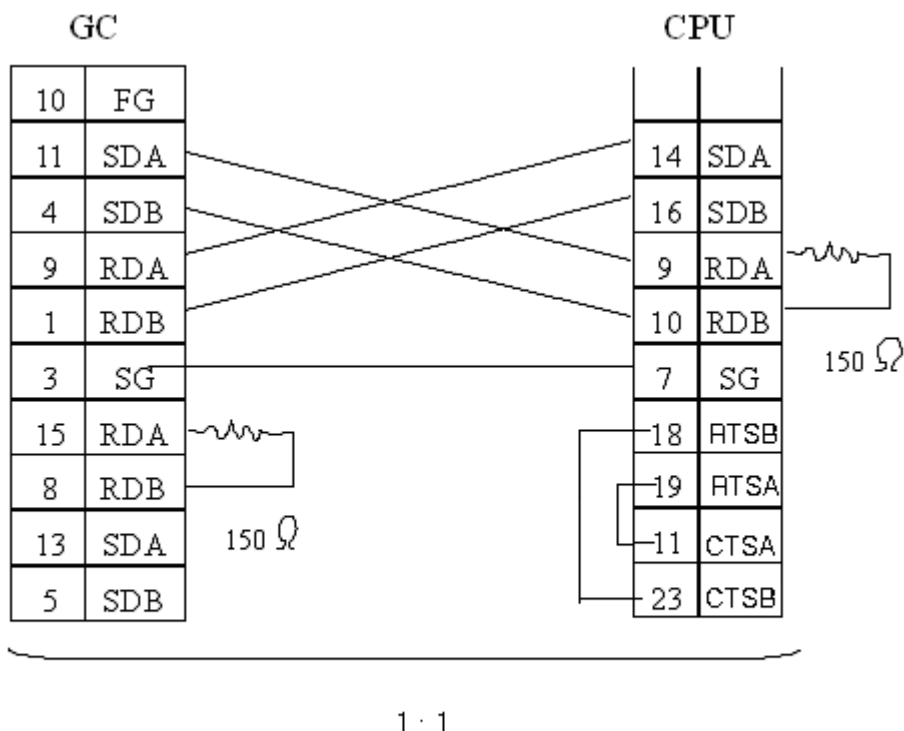 GC CPU
10 FG
11 SDA 14 SDA
4 SDB 16 SDB
9 RDA 9 RDA
1 RDB 10 RDB
150 Ω
3 SG 7 SG
15 RDA 18 RTSB
8 RDB 19 RTSA
150 Ω
13 SDA 11 CTSA
5 SDB 23 CTSB
1 : 1